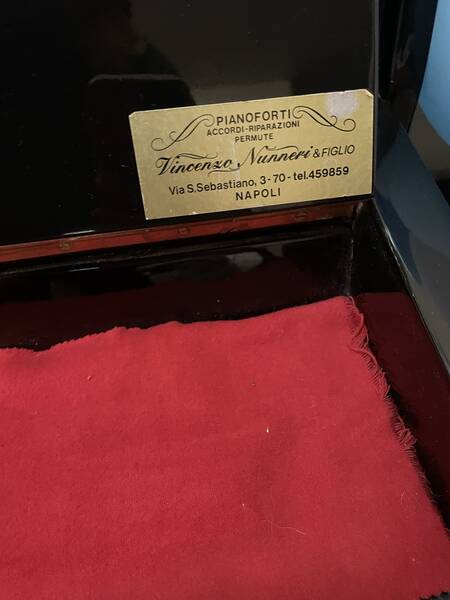 PIANOFORTI
ACCORDI-RIPARAZIONI
PERMUTE
Vincenzo Nunneri & FIGLIO
Via S.Sebastiano, 3-70-tel.459859
NAPOLI